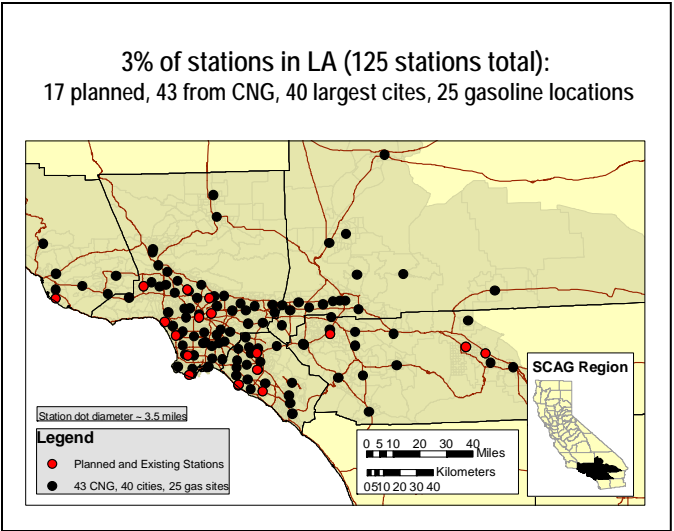 3% of stations in LA (125 stations total):
17 planned, 43 from CNG, 40 largest cites, 25 gasoline locations
SCAG Region
Station dot diameter ~ 3.5 miles
Legend
Planned and Existing Stations
43 CNG, 40 cities, 25 gas sites
0 5 10 20 30 40
Miles
Kilometers
0510 20 30 40